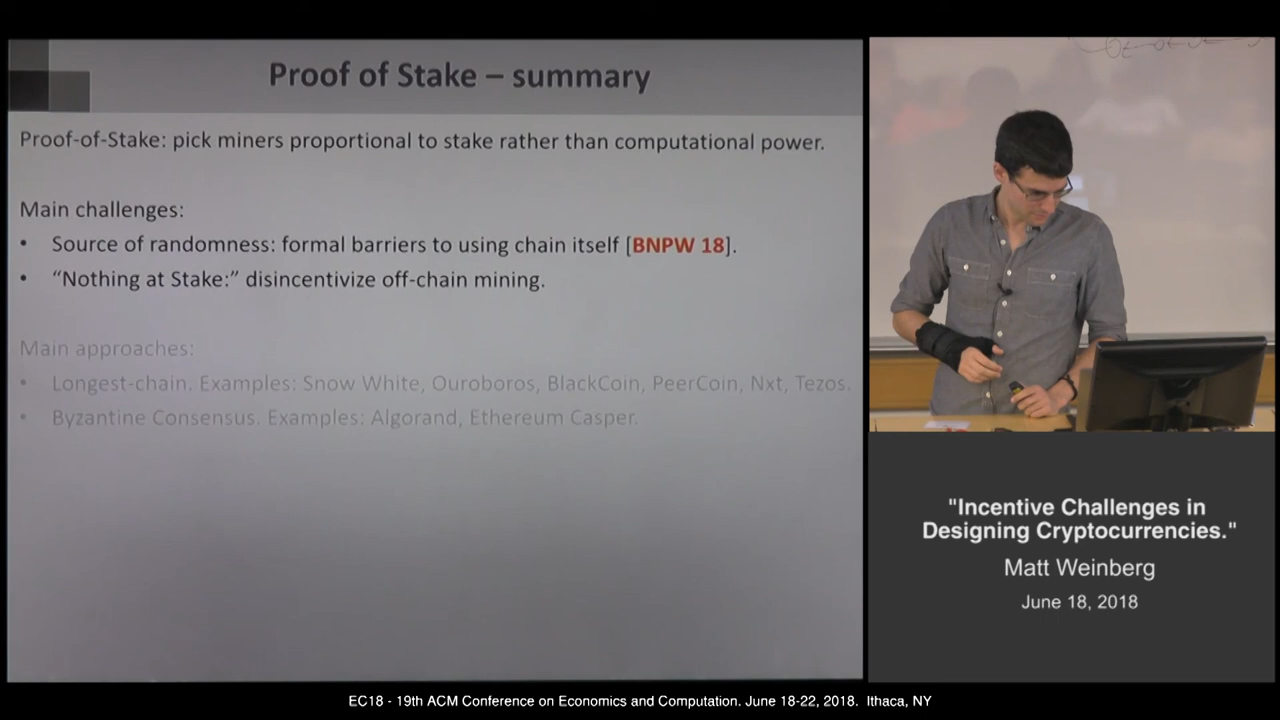 Proof of Stake – summary
Proof-of-Stake: pick miners proportional to stake rather than computational power.
Main challenges:
• Source of randomness: formal barriers to using chain itself [BNPW 18].
• “Nothing at Stake:” disincentivize off-chain mining.
Main approaches:
• Longest-chain. Examples: Snow White, Ouroboros, BlackCoin, PeerCoin, Nxt, Tezos.
• Byzantine Consensus. Examples: Algorand, Ethereum Casper.
"Incentive Challenges in
Designing Cryptocurrencies."
Matt Weinberg
June 18, 2018
EC18 - 19th ACM Conference on Economics and Computation. June 18-22, 2018. Ithaca, NY